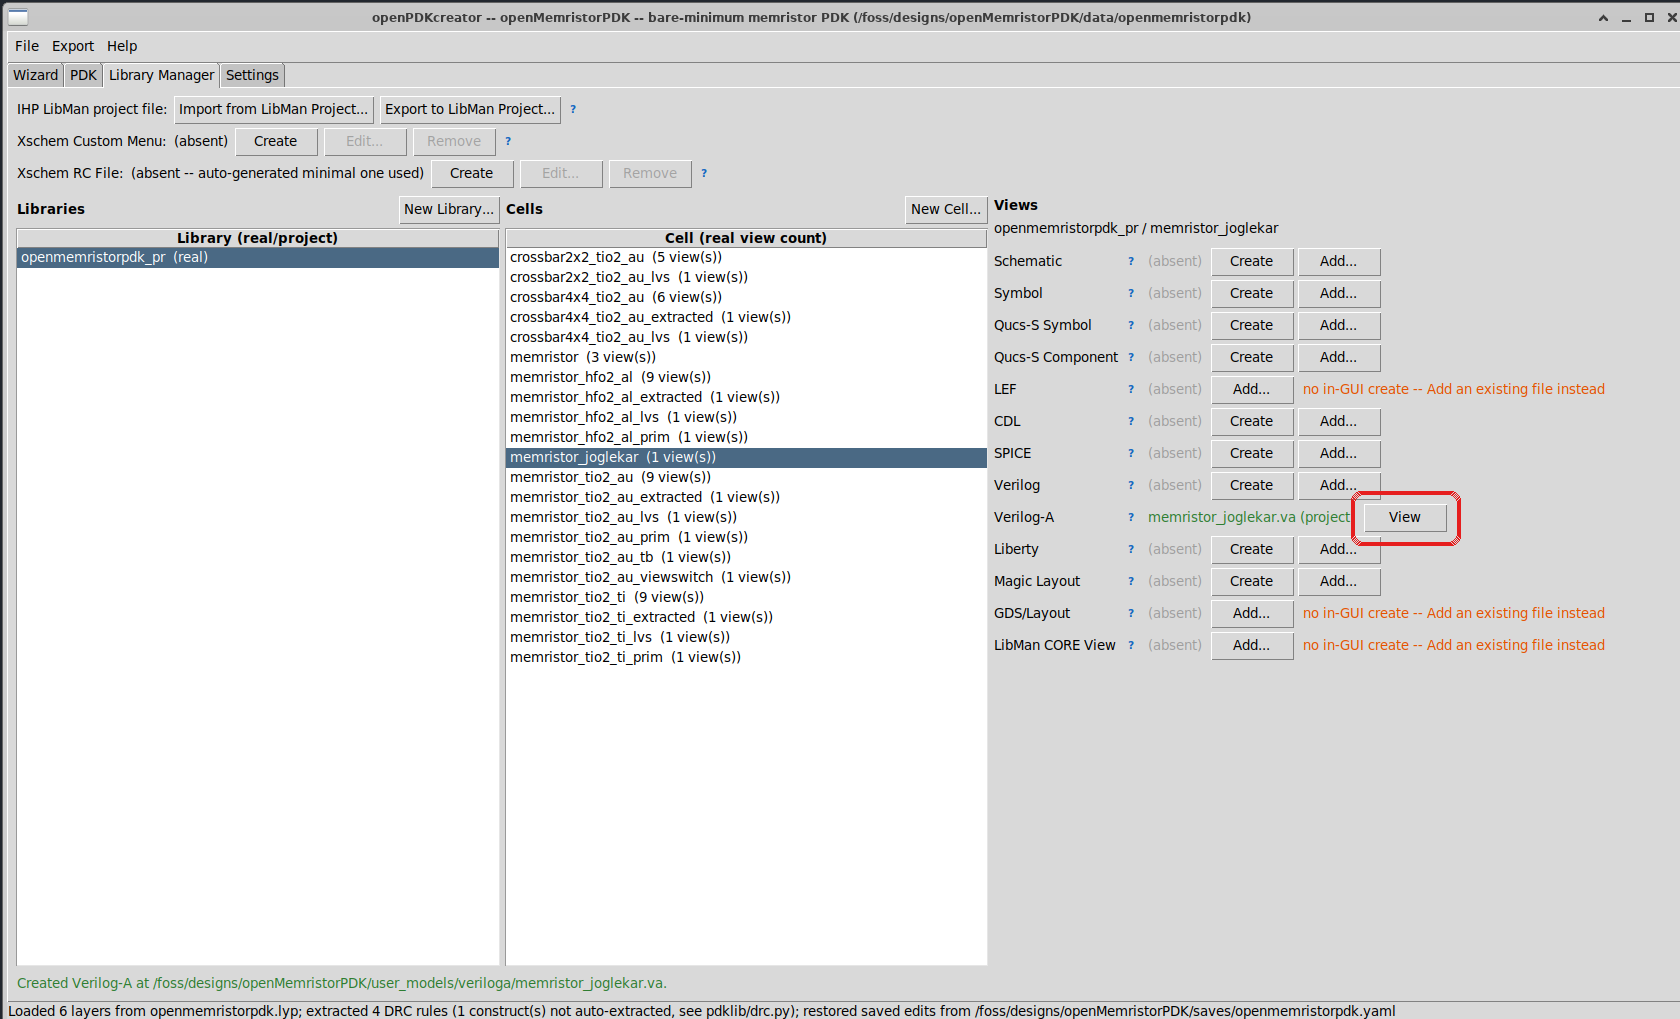 openPDKcreator -- openMemristorPDK -- bare-minimum memristor PDK (/foss/designs/openMemristorPDK/data/openmemristorpdk)
File Export Help
Wizard PDK Library Manager Settings
IHP LibMan project file: Import from LibMan Project... Export to LibMan Project... ?
Xschem Custom Menu: (absent) Create Edit... Remove ?
Xschem RC File: (absent -- auto-generated minimal one used) Create Edit... Remove ?
Libraries New Library...
Library (real/project)
openmemristorpdk_pr (real)
Cells New Cell...
Cell (real view count)
crossbar2x2_tio2_au (5 view(s))
crossbar2x2_tio2_au_lvs (1 view(s))
crossbar4x4_tio2_au (6 view(s))
crossbar4x4_tio2_au_extracted (1 view(s))
crossbar4x4_tio2_au_lvs (1 view(s))
memristor (3 view(s))
memristor_hfo2_al (9 view(s))
memristor_hfo2_al_extracted (1 view(s))
memristor_hfo2_al_lvs (1 view(s))
memristor_hfo2_al_prim (1 view(s))
memristor_joglekar (1 view(s))
memristor_tio2_au (9 view(s))
memristor_tio2_au_extracted (1 view(s))
memristor_tio2_au_lvs (1 view(s))
memristor_tio2_au_prim (1 view(s))
memristor_tio2_au_tb (1 view(s))
memristor_tio2_au_viewswitch (1 view(s))
memristor_tio2_ti (9 view(s))
memristor_tio2_ti_extracted (1 view(s))
memristor_tio2_ti_lvs (1 view(s))
memristor_tio2_ti_prim (1 view(s))
Views
openmemristorpdk_pr / memristor_joglekar
Schematic ? (absent) Create Add...
Symbol ? (absent) Create Add...
Qucs-S Symbol ? (absent) Create Add...
Qucs-S Component ? (absent) Create Add...
LEF ? (absent) Add... no in-GUI create -- Add an existing file instead
CDL ? (absent) Create Add...
SPICE ? (absent) Create Add...
Verilog ? (absent) Create Add...
Verilog-A ? memristor_joglekar.va (project View
Liberty ? (absent) Create Add...
Magic Layout ? (absent) Create Add...
GDS/Layout ? (absent) Add... no in-GUI create -- Add an existing file instead
LibMan CORE View ? (absent) Add... no in-GUI create -- Add an existing file instead
Created Verilog-A at /foss/designs/openMemristorPDK/user_models/veriloga/memristor_joglekar.va.
Loaded 6 layers from openmemristorpdk.lyp; extracted 4 DRC rules (1 construct(s) not auto-extracted, see pdklib/drc.py); restored saved edits from /foss/designs/openMemristorPDK/saves/openmemristorpdk.yaml